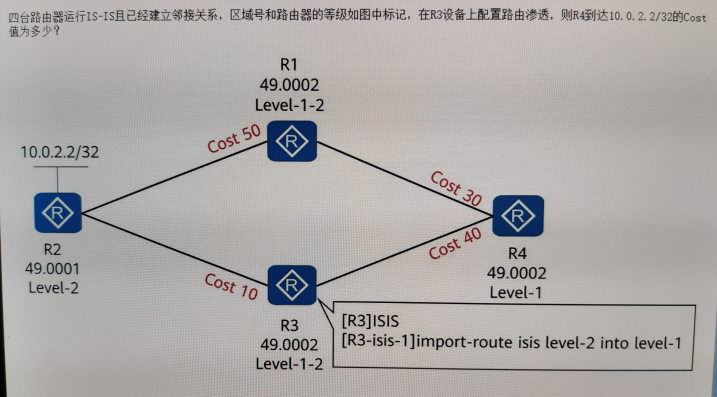 四台路由器运行IS-IS且已经建立邻接关系，区域号和路由器的等级如图中标记，在R3设备上配置路由渗透，则R4到达10.0.2.2/32的Cost
值为多少？
R1
49.0002
Level-1-2
Cost 50
10.0.2.2/32
R
Cost 30
R
R
R2
49.0001
Level-2
Cost 40
R4
49.0002
Level-1
Cost 10
R
R3
49.0002
Level-1-2
[R3]ISIS
[R3-isis-1]import-route isis level-2 into level-1